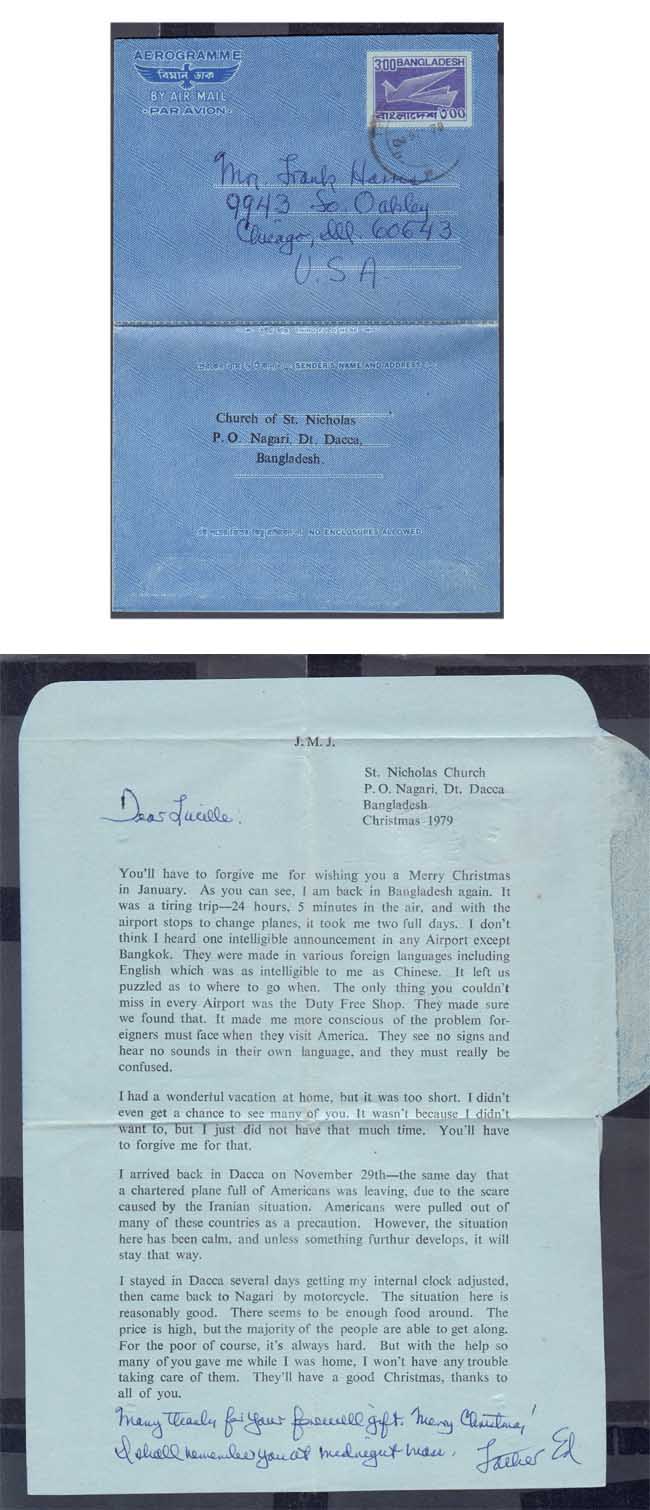 AEROGRAMME
বিমান ডাক
BY AIR MAIL
PAR AVION
300 BANGLADESH
বাংলাদেশ ৩০০
Mr. Frank Harris
9943 So. Oakley
Chicago, Ill. 60643
U.S.A.
SENDER'S NAME AND ADDRESS
Church of St. Nicholas
P. O. Nagari, Dt. Dacca,
Bangladesh.
NO ENCLOSURES ALLOWED
J. M. J.
St. Nicholas Church
P. O. Nagari, Dt. Dacca
Bangladesh
Christmas 1979
Dear Lucille:
You'll have to forgive me for wishing you a Merry Christmas
in January. As you can see, I am back in Bangladesh again. It
was a tiring trip—24 hours, 5 minutes in the air, and with the
airport stops to change planes, it took me two full days. I don't
think I heard one intelligible announcement in any Airport except
Bangkok. They were made in various foreign languages including
English which was as intelligible to me as Chinese. It left us
puzzled as to where to go when. The only thing you couldn't
miss in every Airport was the Duty Free Shop. They made sure
we found that. It made me more conscious of the problem for-
eigners must face when they visit America. They see no signs and
hear no sounds in their own language, and they must really be
confused.
I had a wonderful vacation at home, but it was too short. I didn't
even get a chance to see many of you. It wasn't because I didn't
want to, but I just did not have that much time. You'll have
to forgive me for that.
I arrived back in Dacca on November 29th—the same day that
a chartered plane full of Americans was leaving, due to the scare
caused by the Iranian situation. Americans were pulled out of
many of these countries as a precaution. However, the situation
here has been calm, and unless something furthur develops, it will
stay that way.
I stayed in Dacca several days getting my internal clock adjusted,
then came back to Nagari by motorcycle. The situation here is
reasonably good. There seems to be enough food around. The
price is high, but the majority of the people are able to get along.
For the poor of course, it's always hard. But with the help so
many of you gave me while I was home, I won't have any trouble
taking care of them. They'll have a good Christmas, thanks to
all of you.
Many thanks for your farewell gift. Merry Christmas!
I shall remember you at midnight mass. Father Ed